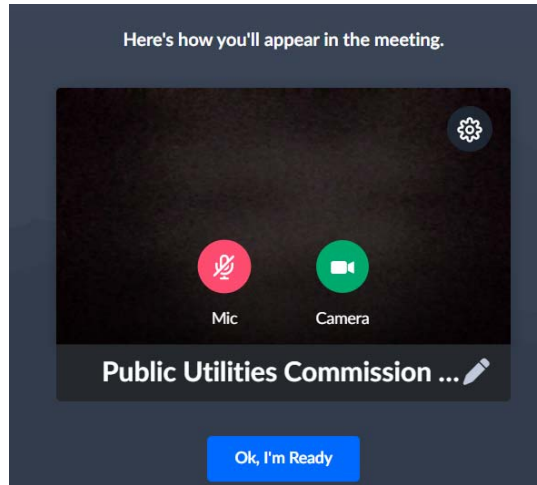 Here's how you'll appear in the meeting.
Mic
Camera
Public Utilities Commission ...
Ok, I'm Ready